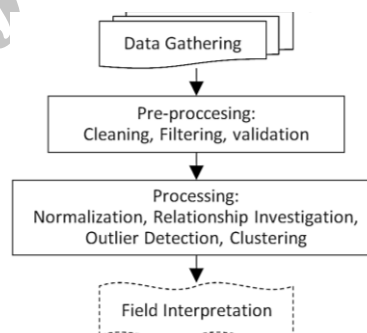 Data Gathering
Pre-proccesing:
Cleaning, Filtering, validation
Processing:
Normalization, Relationship Investigation,
Outlier Detection, Clustering
Field Interpretation